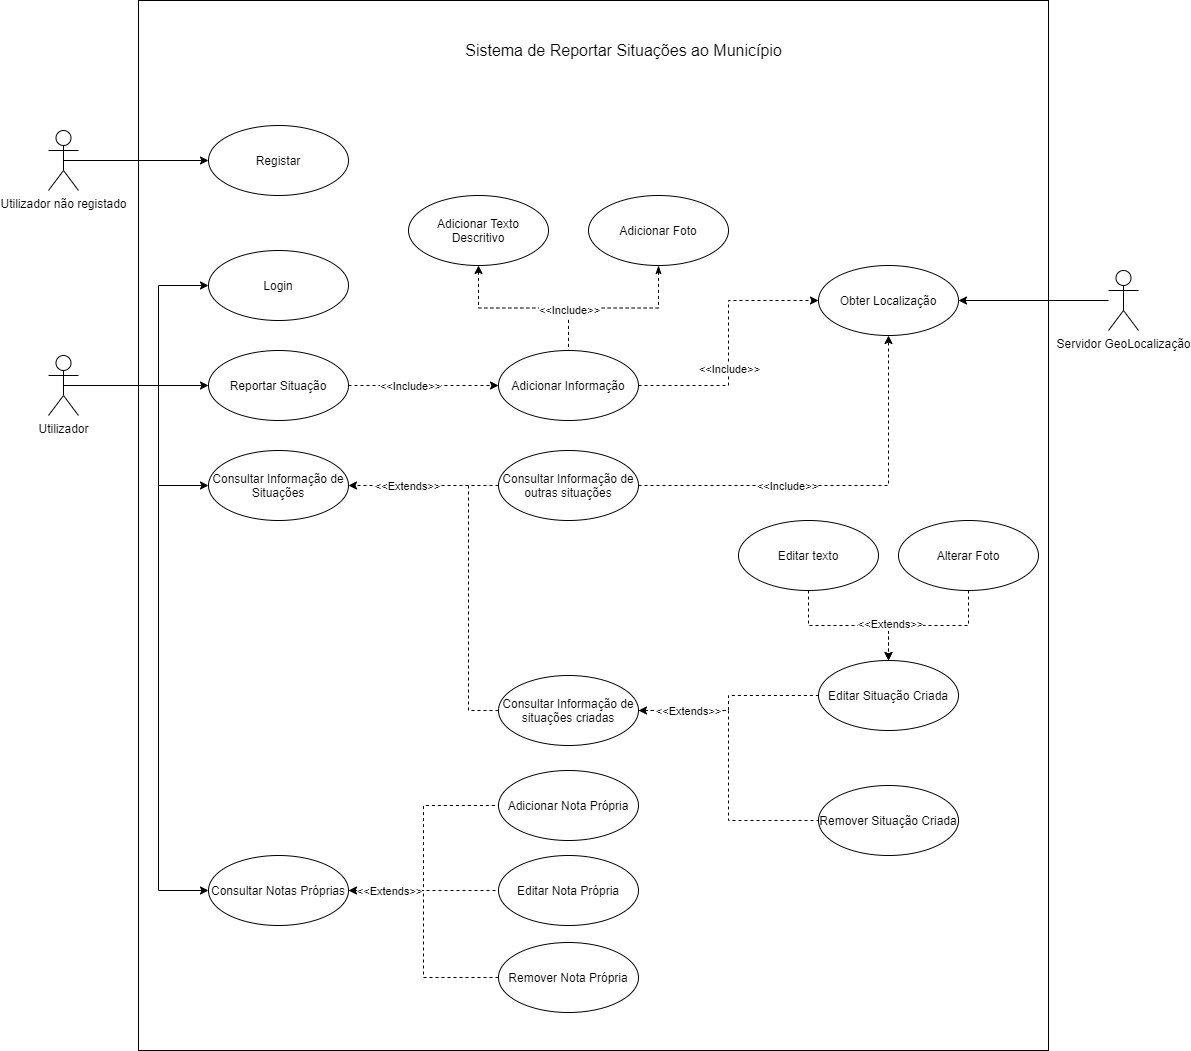 Sistema de Reportar Situações ao Município
Registar
Utilizador não registado
Adicionar Texto
Descritivo
Adicionar Foto
Login
Obter Localização
<<Include>>
Servidor GeoLocalização
<<Include>>
Reportar Situação
<<Include>>
Adicionar Informação
Utilizador
Consultar Informação de
Situações
<<Extends>>
Consultar Informação de
outras situações
<<Include>>
Editar texto
Alterar Foto
<<Extends>>
Editar Situação Criada
Consultar Informação de
situações criadas
<<Extends>>
Adicionar Nota Própria
Remover Situação Criada
Consultar Notas Próprias
<<Extends>>
Editar Nota Própria
Remover Nota Própria